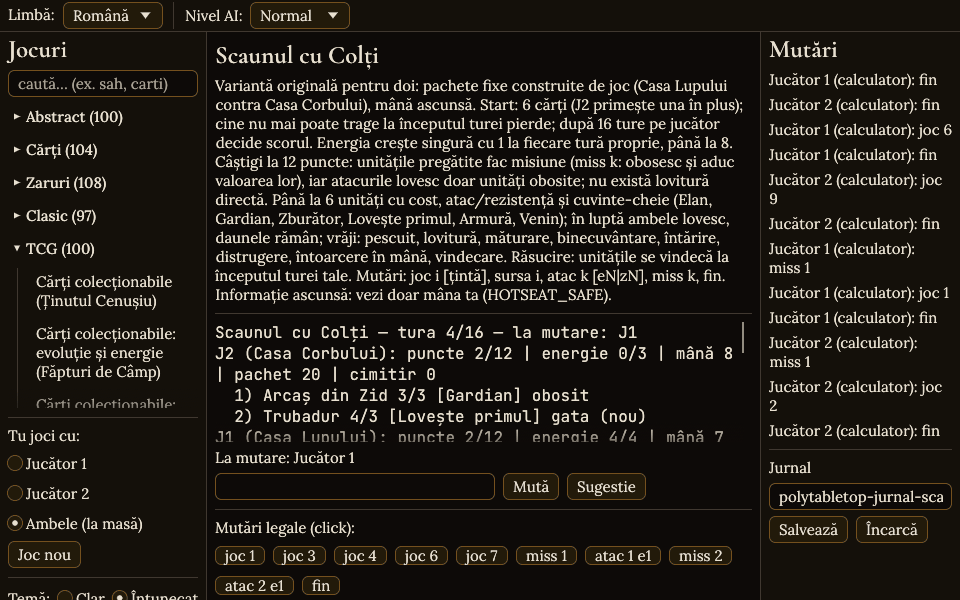 Limbă: Română Nivel AI: Normal
Jocuri
caută... (ex. sah, carti)
Abstract (100)
Cărți (104)
Zaruri (108)
Clasic (97)
TCG (100)
Cărți colecționabile
(Ținutul Cenușiu)
Cărți colecționabile:
evoluție și energie
(Făpturi de Câmp)
Cărți colecționabile:
Tu joci cu:
Jucător 1
Jucător 2
Ambele (la masă)
Joc nou
Temă: Clar Întunecat
Scaunul cu Colți
Variantă originală pentru doi: pachete fixe construite de joc (Casa Lupului
contra Casa Corbului), mână ascunsă. Start: 6 cărți (J2 primește una în plus);
cine nu mai poate trage la începutul turei pierde; după 16 ture pe jucător
decide scorul. Energia crește singură cu 1 la fiecare tură proprie, până la 8.
Câștigi la 12 puncte: unitățile pregătite fac misiune (miss k: obosesc și aduc
valoarea lor), iar atacurile lovesc doar unități obosite; nu există lovitură
directă. Până la 6 unități cu cost, atac/rezistență și cuvinte-cheie (Elan,
Gardian, Zburător, Lovește primul, Armură, Venin); în luptă ambele lovesc,
daunele rămân; vrăji: pescuit, lovitură, măturare, binecuvântare, întărire,
distrugere, întoarcere în mână, vindecare. Răsucire: unitățile se vindecă la
începutul turei tale. Mutări: joc i [țintă], sursa i, atac k [eN|zN], miss k, fin.
Informație ascunsă: vezi doar mâna ta (HOTSEAT_SAFE).
Scaunul cu Colți — tura 4/16 — la mutare: J1
J2 (Casa Corbului): puncte 2/12 | energie 0/3 | mână 8
| pachet 20 | cimitir 0
1) Arcaș din Zid 3/3 [Gardian] obosit
2) Trubadur 4/3 [Lovește primul] gata (nou)
J1 (Casa Lupului): puncte 2/12 | energie 4/4 | mână 7
La mutare: Jucător 1
Mută Sugestie
Mutări legale (click):
joc 1 joc 3 joc 4 joc 6 joc 7 miss 1 atac 1 e1 miss 2
atac 2 e1 fin
Mutări
Jucător 1 (calculator): fin
Jucător 2 (calculator): fin
Jucător 1 (calculator): joc 6
Jucător 1 (calculator): fin
Jucător 2 (calculator): joc
9
Jucător 2 (calculator): fin
Jucător 1 (calculator):
miss 1
Jucător 1 (calculator): joc 1
Jucător 1 (calculator): fin
Jucător 2 (calculator):
miss 1
Jucător 2 (calculator): joc
2
Jucător 2 (calculator): fin
Jurnal
polytabletop-jurnal-sca
Salvează Încarcă